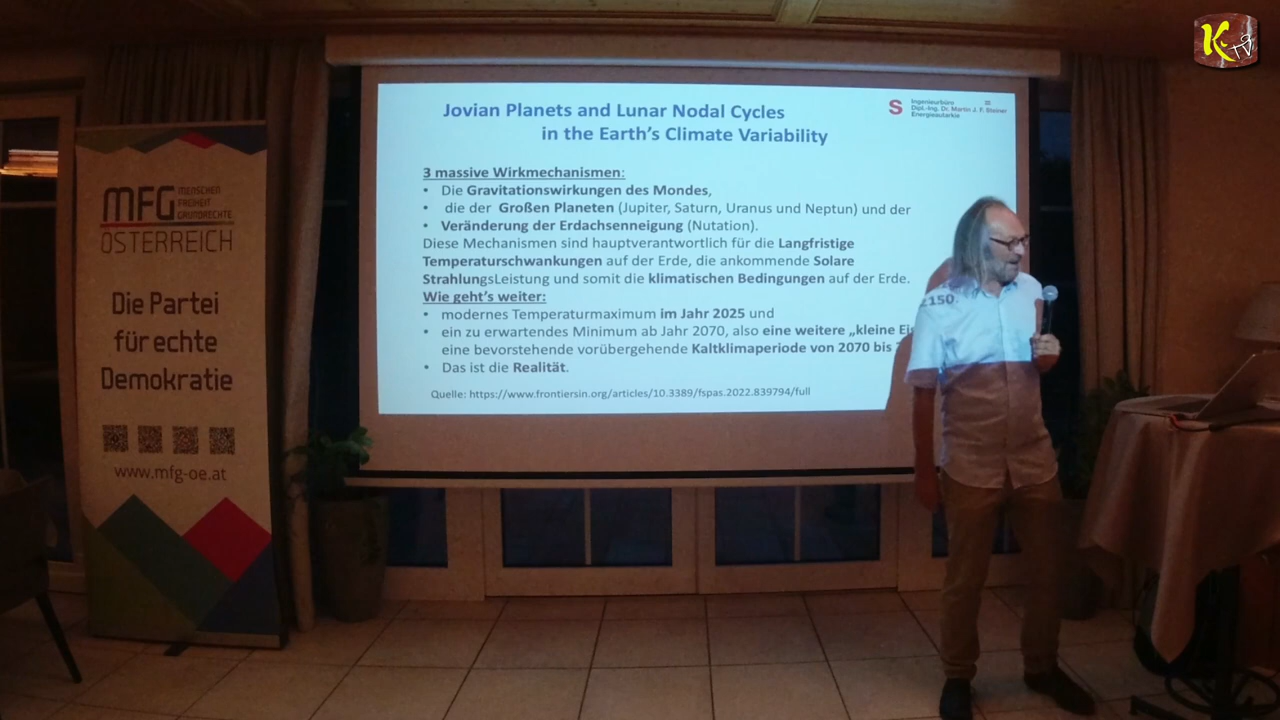 K
TV
Jovian Planets and Lunar Nodal Cycles
in the Earth's Climate Variability
S
Ingenieurbüro 35
Dipl.-Ing. Dr. Martin J. F. Steiner
Energieautarkie
3 massive Wirkmechanismen:
• Die Gravitationswirkungen des Mondes,
• die der Großen Planeten (Jupiter, Saturn, Uranus und Neptun) und der
• Veränderung der Erdachsenneigung (Nutation).
Diese Mechanismen sind hauptverantwortlich für die Langfristige
Temperaturschwankungen auf der Erde, die ankommende Solare
StrahlungsLeistung und somit die klimatischen Bedingungen auf der Erde.
Wie geht's weiter:
• modernes Temperaturmaximum im Jahr 2025 und
• ein zu erwartendes Minimum ab Jahr 2070, also eine weitere „kleine Eis
eine bevorstehende vorübergehende Kaltklimaperiode von 2070 bis
2150.
• Das ist die Realität.
Quelle: https://www.frontiersin.org/articles/10.3389/fspas.2022.839794/full
MFG MENSCHEN
FREIHEIT
GRUNDRECHTE
ÖSTERREICH
Die Partei
für echte
Demokratie
www.mfg-oe.at